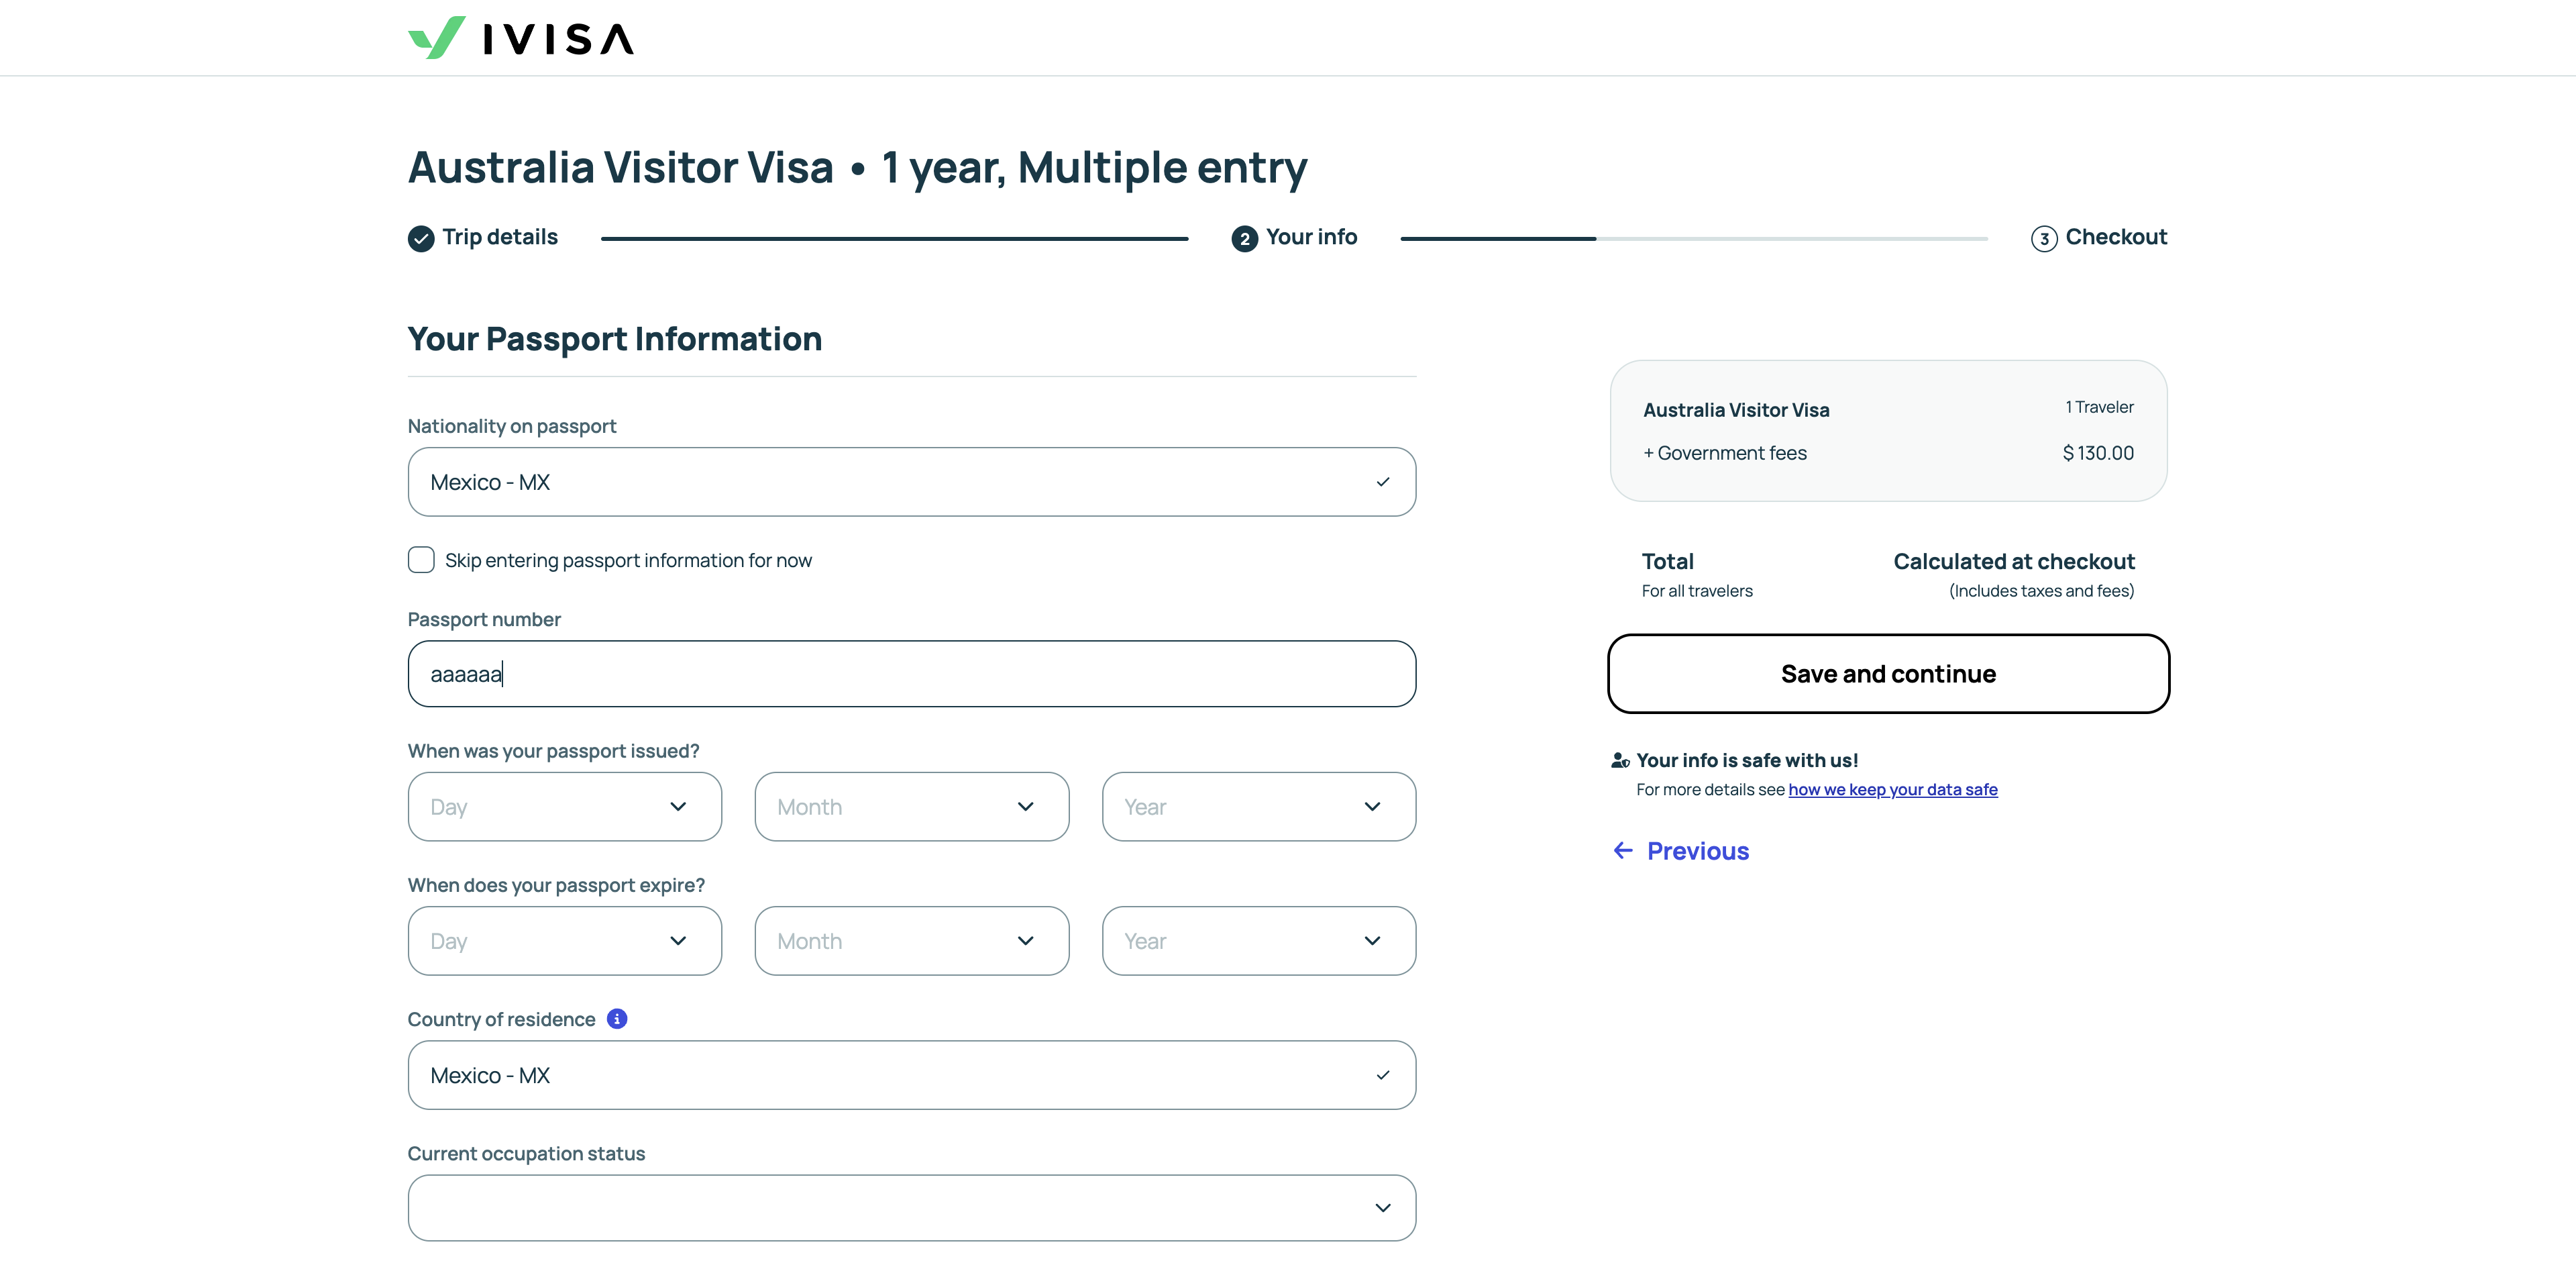 IVISA
Australia Visitor Visa • 1 year, Multiple entry
Trip details
2 Your info
3 Checkout
Your Passport Information
Nationality on passport
Mexico - MX
Skip entering passport information for now
Passport number
aaaaaa
When was your passport issued?
Day Month Year
When does your passport expire?
Day Month Year
Country of residence
Mexico - MX
Current occupation status
Australia Visitor Visa 1 Traveler
+ Government fees $ 130.00
Total Calculated at checkout
For all travelers (Includes taxes and fees)
Save and continue
Your info is safe with us!
For more details see how we keep your data safe
Previous